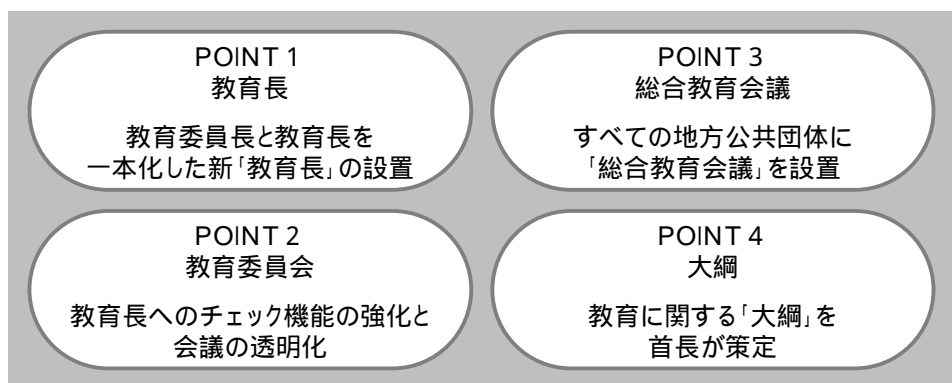 POINT 1
教育長
教育委員長と教育長を
一本化した新「教育長」の設置
POINT 2
教育委員会
教育長へのチェック機能の強化と
会議の透明化
POINT 3
総合教育会議
すべての地方公共団体に
「総合教育会議」を設置
POINT 4
大綱
教育に関する「大綱」を
首長が策定